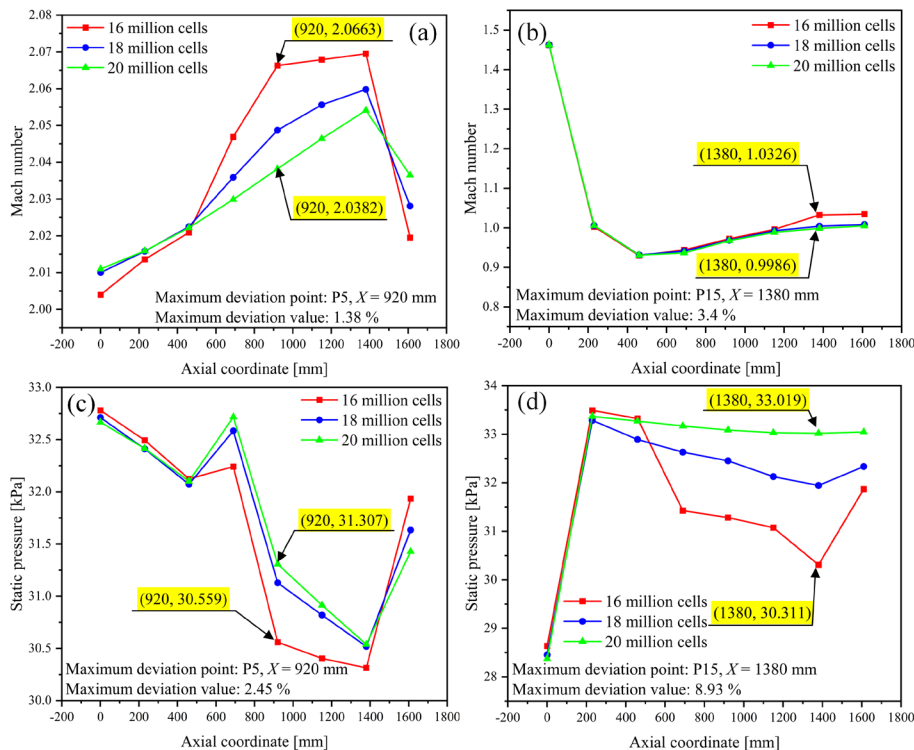 (a)
16 million cells
18 million cells
20 million cells
(920, 2.0663)
(920, 2.0382)
Maximum deviation point: P5, X = 920 mm
Maximum deviation value: 1.38 %
2.08
2.07
2.06
2.05
2.04
2.03
2.02
2.01
2.00
Mach number
-200 0 200 400 600 800 1000 1200 1400 1600 1800
Axial coordinate [mm]
(b)
16 million cells
18 million cells
20 million cells
(1380, 1.0326)
(1380, 0.9986)
Maximum deviation point: P15, X = 1380 mm
Maximum deviation value: 3.4 %
1.5
1.4
1.3
1.2
1.1
1.0
0.9
0.8
Mach number
-200 0 200 400 600 800 1000 1200 1400 1600 1800
Axial coordinate [mm]
(c)
16 million cells
18 million cells
20 million cells
(920, 31.307)
(920, 30.559)
Maximum deviation point: P5, X = 920 mm
Maximum deviation value: 2.45 %
33.0
32.5
32.0
31.5
31.0
30.5
30.0
Static pressure [kPa]
-200 0 200 400 600 800 1000 1200 1400 1600 1800
Axial coordinate [mm]
(d)
(1380, 33.019)
16 million cells
18 million cells
20 million cells
(1380, 30.311)
Maximum deviation point: P15, X = 1380 mm
Maximum deviation value: 8.93 %
34
33
32
31
30
29
28
Static pressure [kPa]
-200 0 200 400 600 800 1000 1200 1400 1600 1800
Axial coordinate [mm]